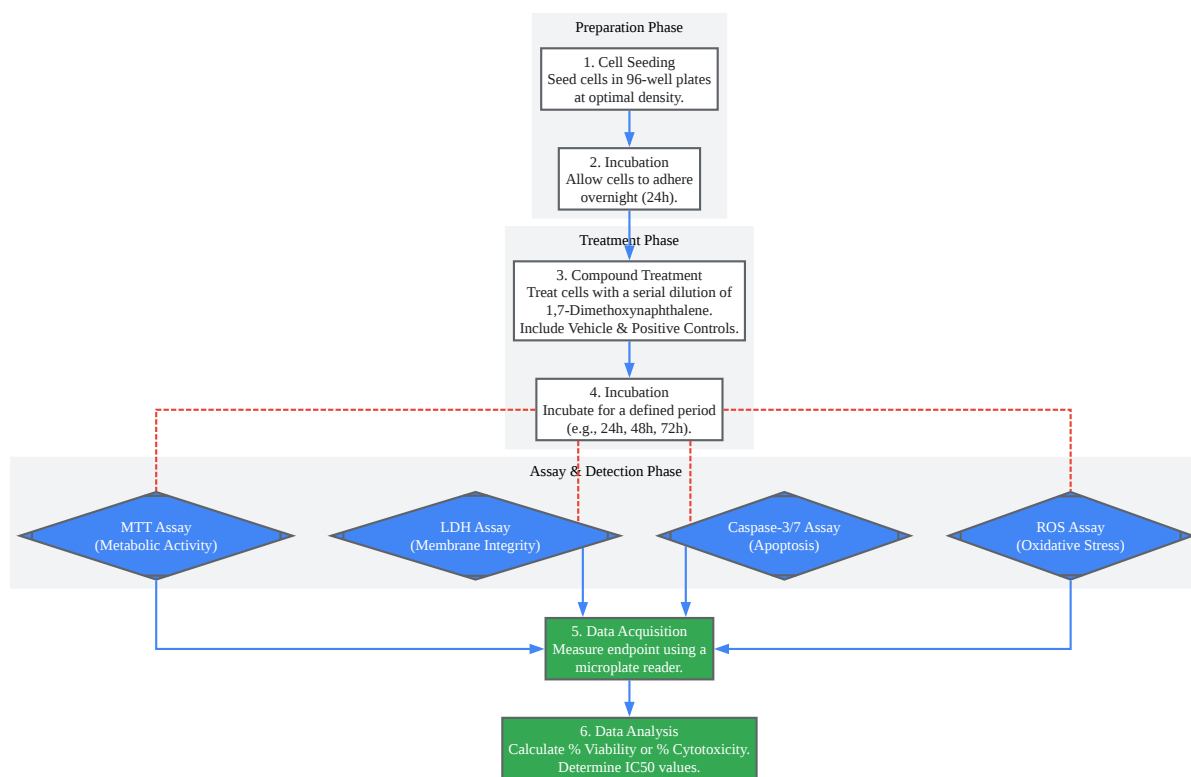 Preparation Phase
1. Cell Seeding
Seed cells in 96-well plates
at optimal density.
2. Incubation
Allow cells to adhere
overnight (24h).
Treatment Phase
3. Compound Treatment
Treat cells with a serial dilution of
1,7-Dimethoxynaphthalene.
Include Vehicle & Positive Controls.
4. Incubation
Incubate for a defined period
(e.g., 24h, 48h, 72h).
Assay & Detection Phase
MTT Assay
(Metabolic Activity)
LDH Assay
(Membrane Integrity)
Caspase-3/7 Assay
(Apoptosis)
ROS Assay
(Oxidative Stress)
5. Data Acquisition
Measure endpoint using a
microplate reader.
6. Data Analysis
Calculate % Viability or % Cytotoxicity.
Determine IC50 values.